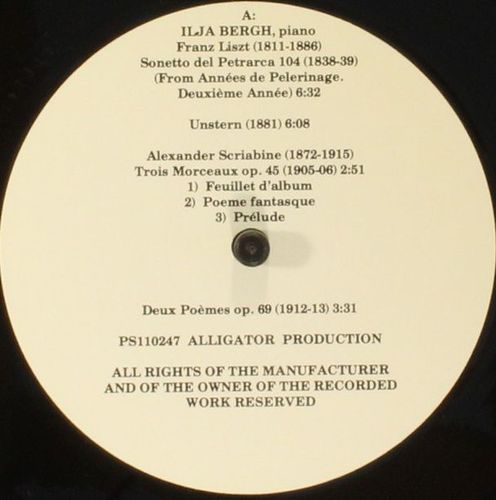 A:
ILJA BERGH, piano
Franz Liszt (1811-1886)
Sonetto del Petrarca 104 (1838-39)
(From Années de Pelerinage.
Deuxième Année) 6:32
Unstern (1881) 6:08
Alexander Scriabine (1872-1915)
Trois Morceaux op. 45 (1905-06) 2:51
1) Feuillet d'album
2) Poeme fantasque
3) Prélude
Deux Poèmes op. 69 (1912-13) 3:31
PS110247 ALLIGATOR PRODUCTION
ALL RIGHTS OF THE MANUFACTURER
AND OF THE OWNER OF THE RECORDED
WORK RESERVED